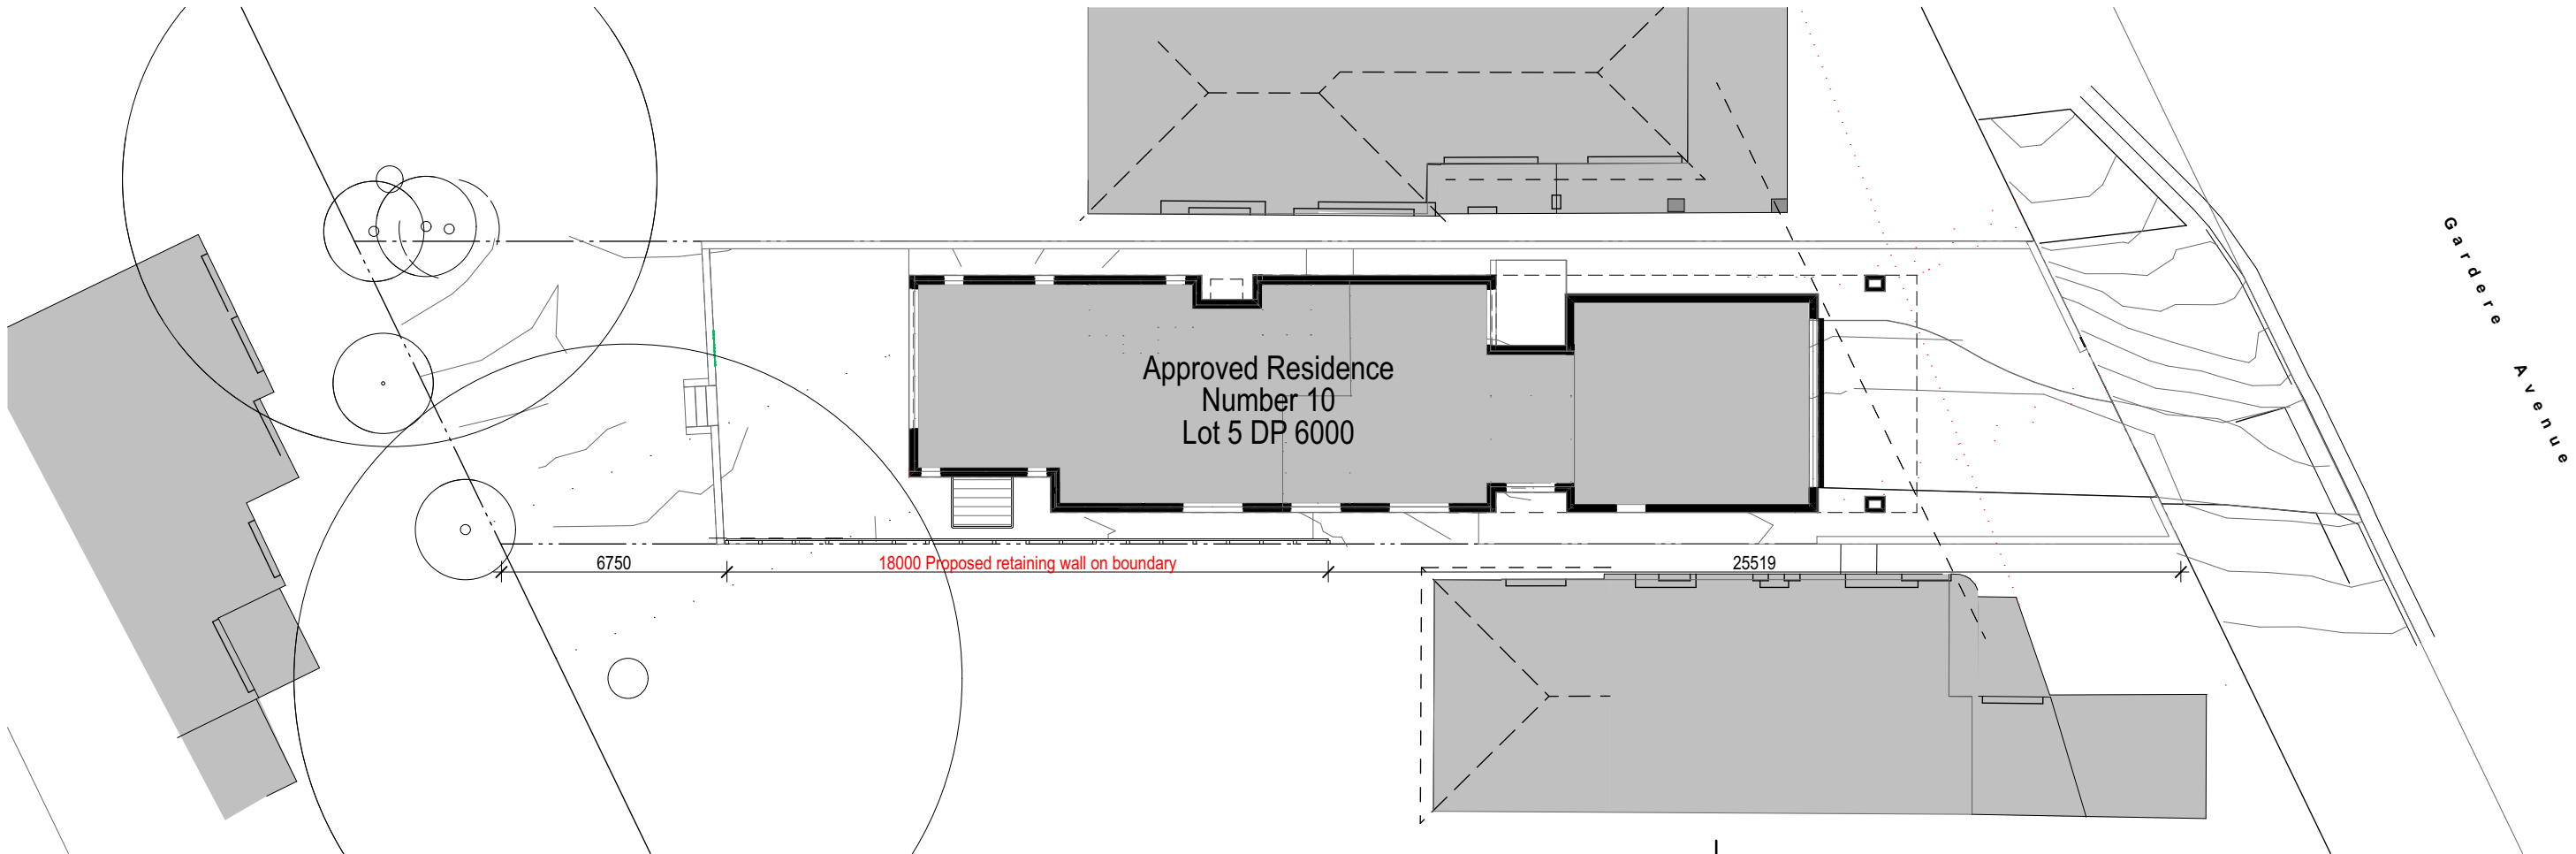 Gardere Avenue
Approved Residence
Number 10
Lot 5 DP 6000
6750
18000 Proposed retaining wall on boundary
25519